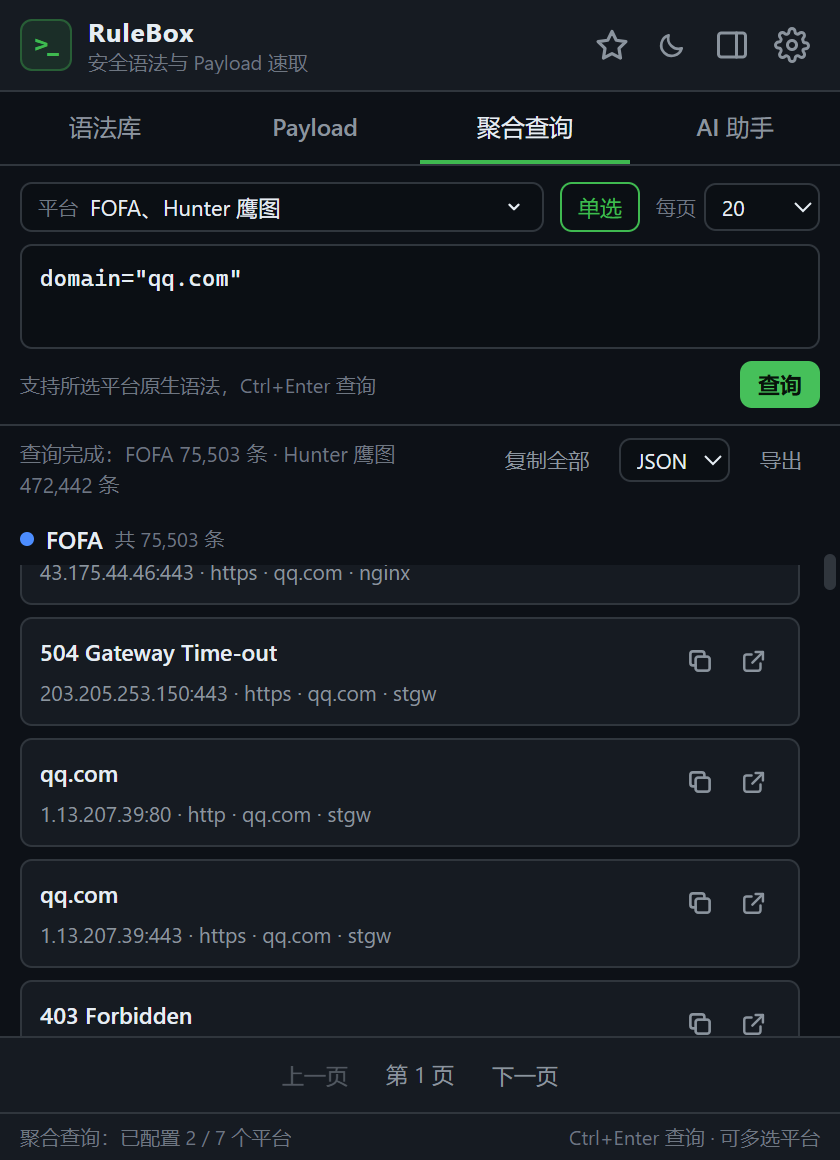 >_
RuleBox
安全语法与 Payload 速取
语法库 Payload 聚合查询 AI 助手
平台 FOFA、Hunter 鹰图 单选 每页 20
domain="qq.com"
支持所选平台原生语法，Ctrl+Enter 查询 查询
查询完成：FOFA 75,503 条 · Hunter 鹰图
472,442 条
复制全部 JSON 导出
FOFA 共 75,503 条
43.175.44.46:443 · https · qq.com · nginx
504 Gateway Time-out
203.205.253.150:443 · https · qq.com · stgw
qq.com
1.13.207.39:80 · http · qq.com · stgw
qq.com
1.13.207.39:443 · https · qq.com · stgw
403 Forbidden
上一页 第 1 页 下一页
聚合查询：已配置 2 / 7 个平台 Ctrl+Enter 查询 · 可多选平台